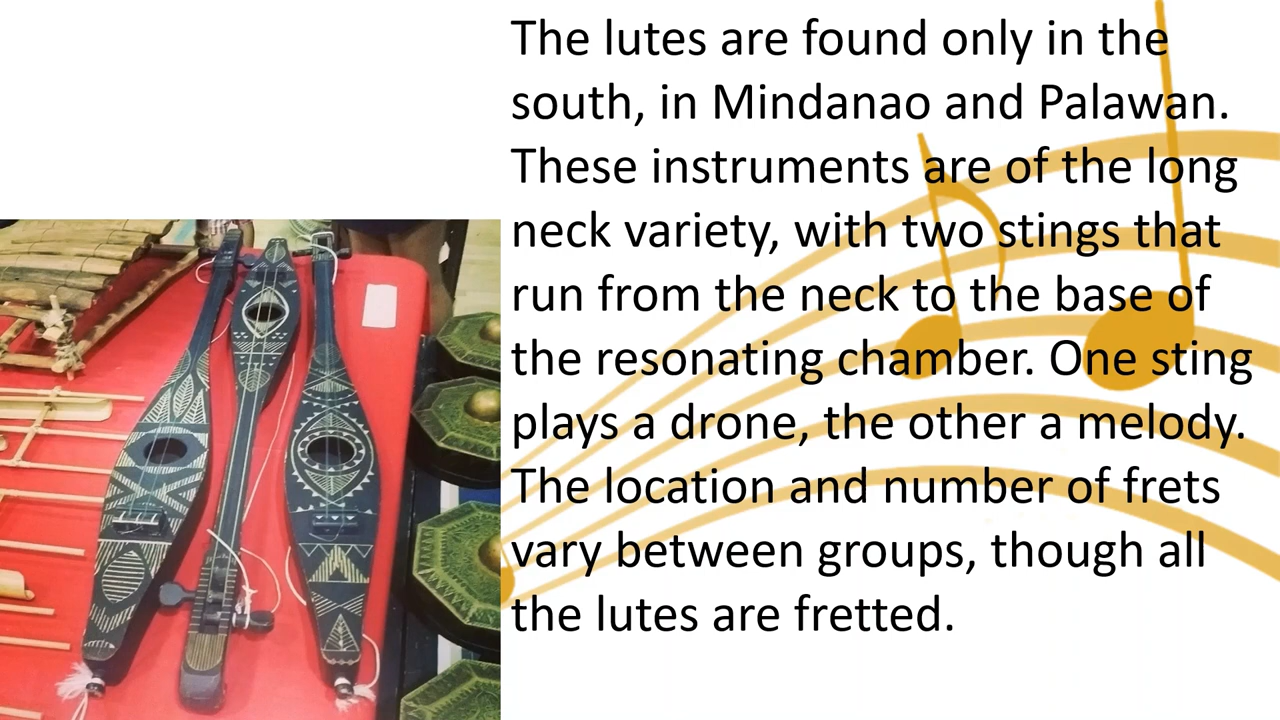 The lutes are found only in the
south, in Mindanao and Palawan.
These instruments are of the long
neck variety, with two stings that
run from the neck to the base of
the resonating chamber. One sting
plays a drone, the other a melody.
The location and number of frets
vary between groups, though all
the lutes are fretted.